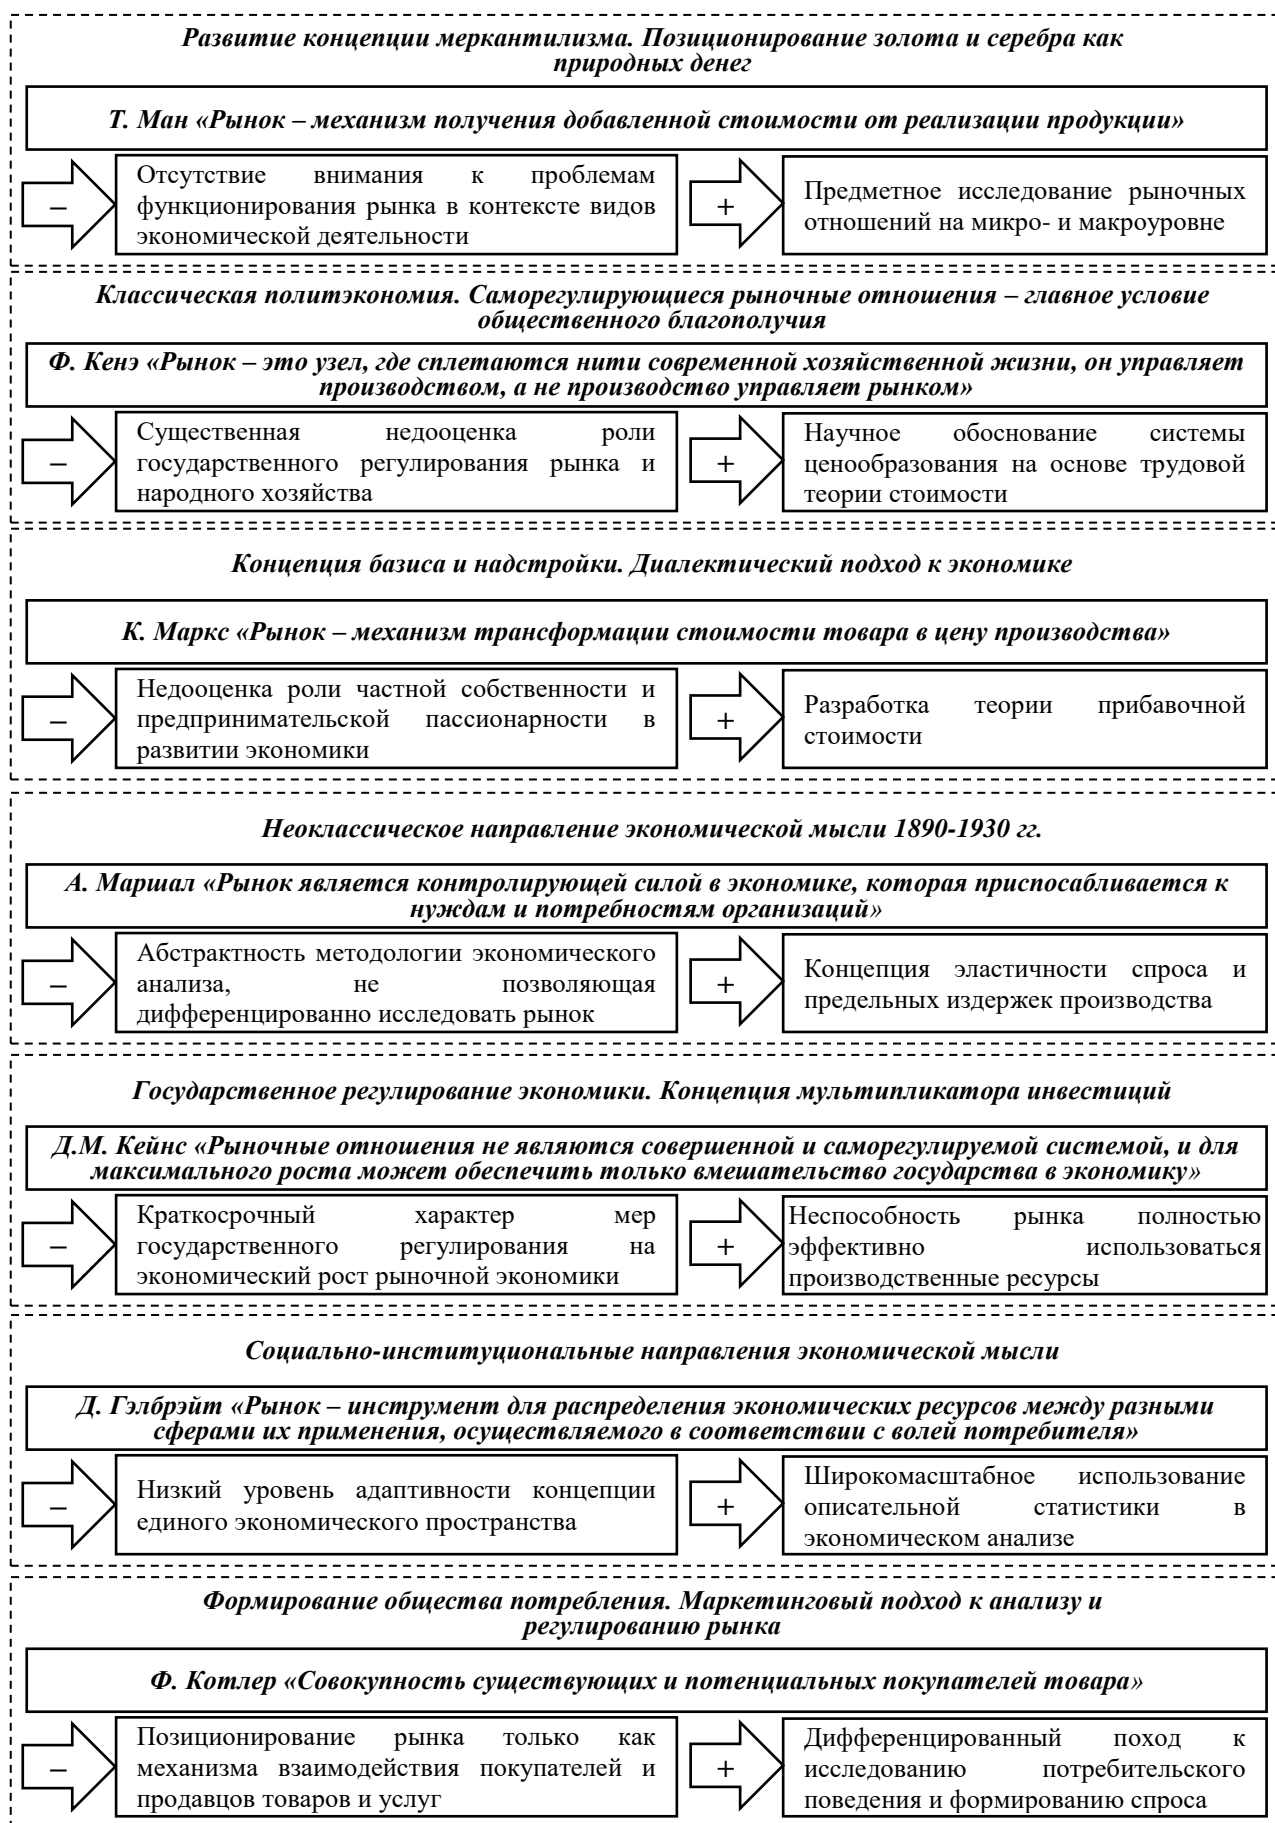 Развитие концепции меркантилизма. Позиционирование золота и серебра как
природных денег
Т. Ман «Рынок – механизм получения добавленной стоимости от реализации продукции»
–
Отсутствие внимания к проблемам
функционирования рынка в контексте видов
экономической деятельности
+
Предметное исследование рыночных
отношений на микро- и макроуровне
Классическая политэкономия. Саморегулирующиеся рыночные отношения – главное условие
общественного благополучия
Ф. Кенэ «Рынок – это узел, где сплетаются нити современной хозяйственной жизни, он управляет
производством, а не производство управляет рынком»
–
Существенная недооценка роли
государственного регулирования рынка и
народного хозяйства
+
Научное обоснование системы
ценообразования на основе трудовой
теории стоимости
Концепция базиса и надстройки. Диалектический подход к экономике
К. Маркс «Рынок – механизм трансформации стоимости товара в цену производства»
–
Недооценка роли частной собственности и
предпринимательской пассионарности в
развитии экономики
+
Разработка теории прибавочной
стоимости
Неоклассическое направление экономической мысли 1890-1930 гг.
А. Маршал «Рынок является контролирующей силой в экономике, которая приспосабливается к
нуждам и потребностям организаций»
–
Абстрактность методологии экономического
анализа, не позволяющая
дифференцированно исследовать рынок
+
Концепция эластичности спроса и
предельных издержек производства
Государственное регулирование экономики. Концепция мультипликатора инвестиций
Д.М. Кейнс «Рыночные отношения не являются совершенной и саморегулируемой системой, и для
максимального роста может обеспечить только вмешательство государства в экономику»
–
Краткосрочный характер мер
государственного регулирования на
экономический рост рыночной экономики
+
Неспособность рынка полностью
эффективно использоваться
производственные ресурсы
Социально-институциональные направления экономической мысли
Д. Гэлбрэйт «Рынок – инструмент для распределения экономических ресурсов между разными
сферами их применения, осуществляемого в соответствии с волей потребителя»
–
Низкий уровень адаптивности концепции
единого экономического пространства
+
Широкомасштабное использование
описательной статистики в
экономическом анализе
Формирование общества потребления. Маркетинговый подход к анализу и
регулированию рынка
Ф. Котлер «Совокупность существующих и потенциальных покупателей товара»
–
Позиционирование рынка только как
механизма взаимодействия покупателей и
продавцов товаров и услуг
+
Дифференцированный поход к
исследованию потребительского
поведения и формированию спроса